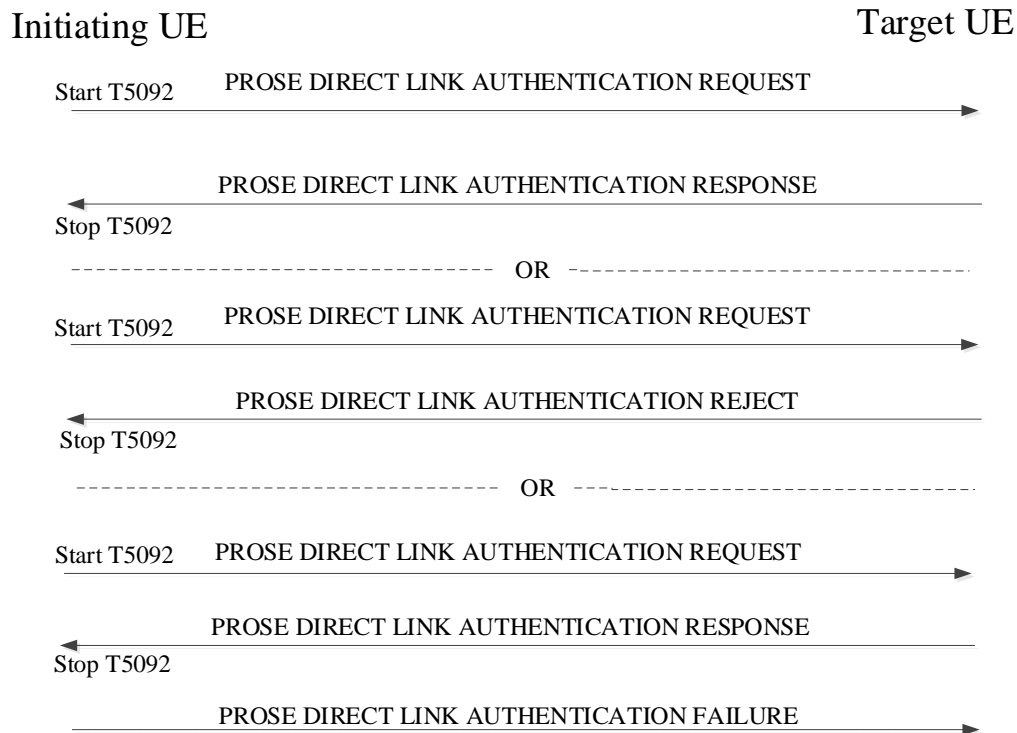 Initiating UE
Target UE
Start T5092
PROSE DIRECT LINK AUTHENTICATION REQUEST
PROSE DIRECT LINK AUTHENTICATION RESPONSE
Stop T5092
OR
Start T5092
PROSE DIRECT LINK AUTHENTICATION REQUEST
PROSE DIRECT LINK AUTHENTICATION REJECT
Stop T5092
OR
Start T5092
PROSE DIRECT LINK AUTHENTICATION REQUEST
PROSE DIRECT LINK AUTHENTICATION RESPONSE
Stop T5092
PROSE DIRECT LINK AUTHENTICATION FAILURE